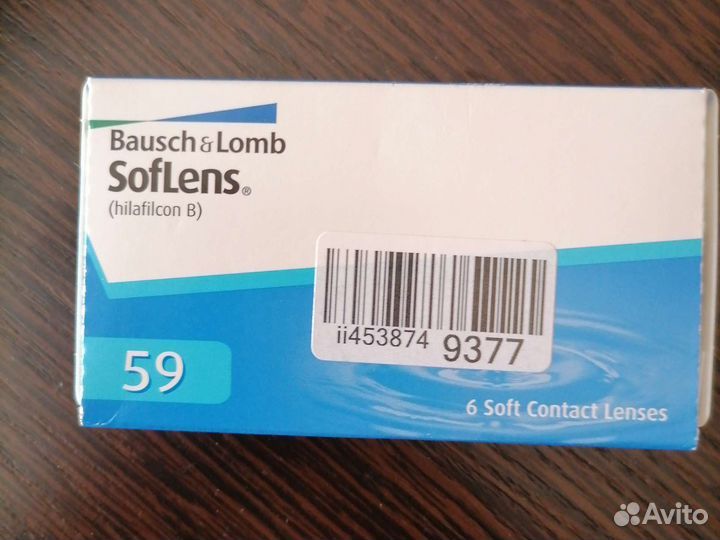 Bausch & Lomb
SofLens®
(hilafilcon B)
ii453874 9377
59
6 Soft Contact Lenses
Avito